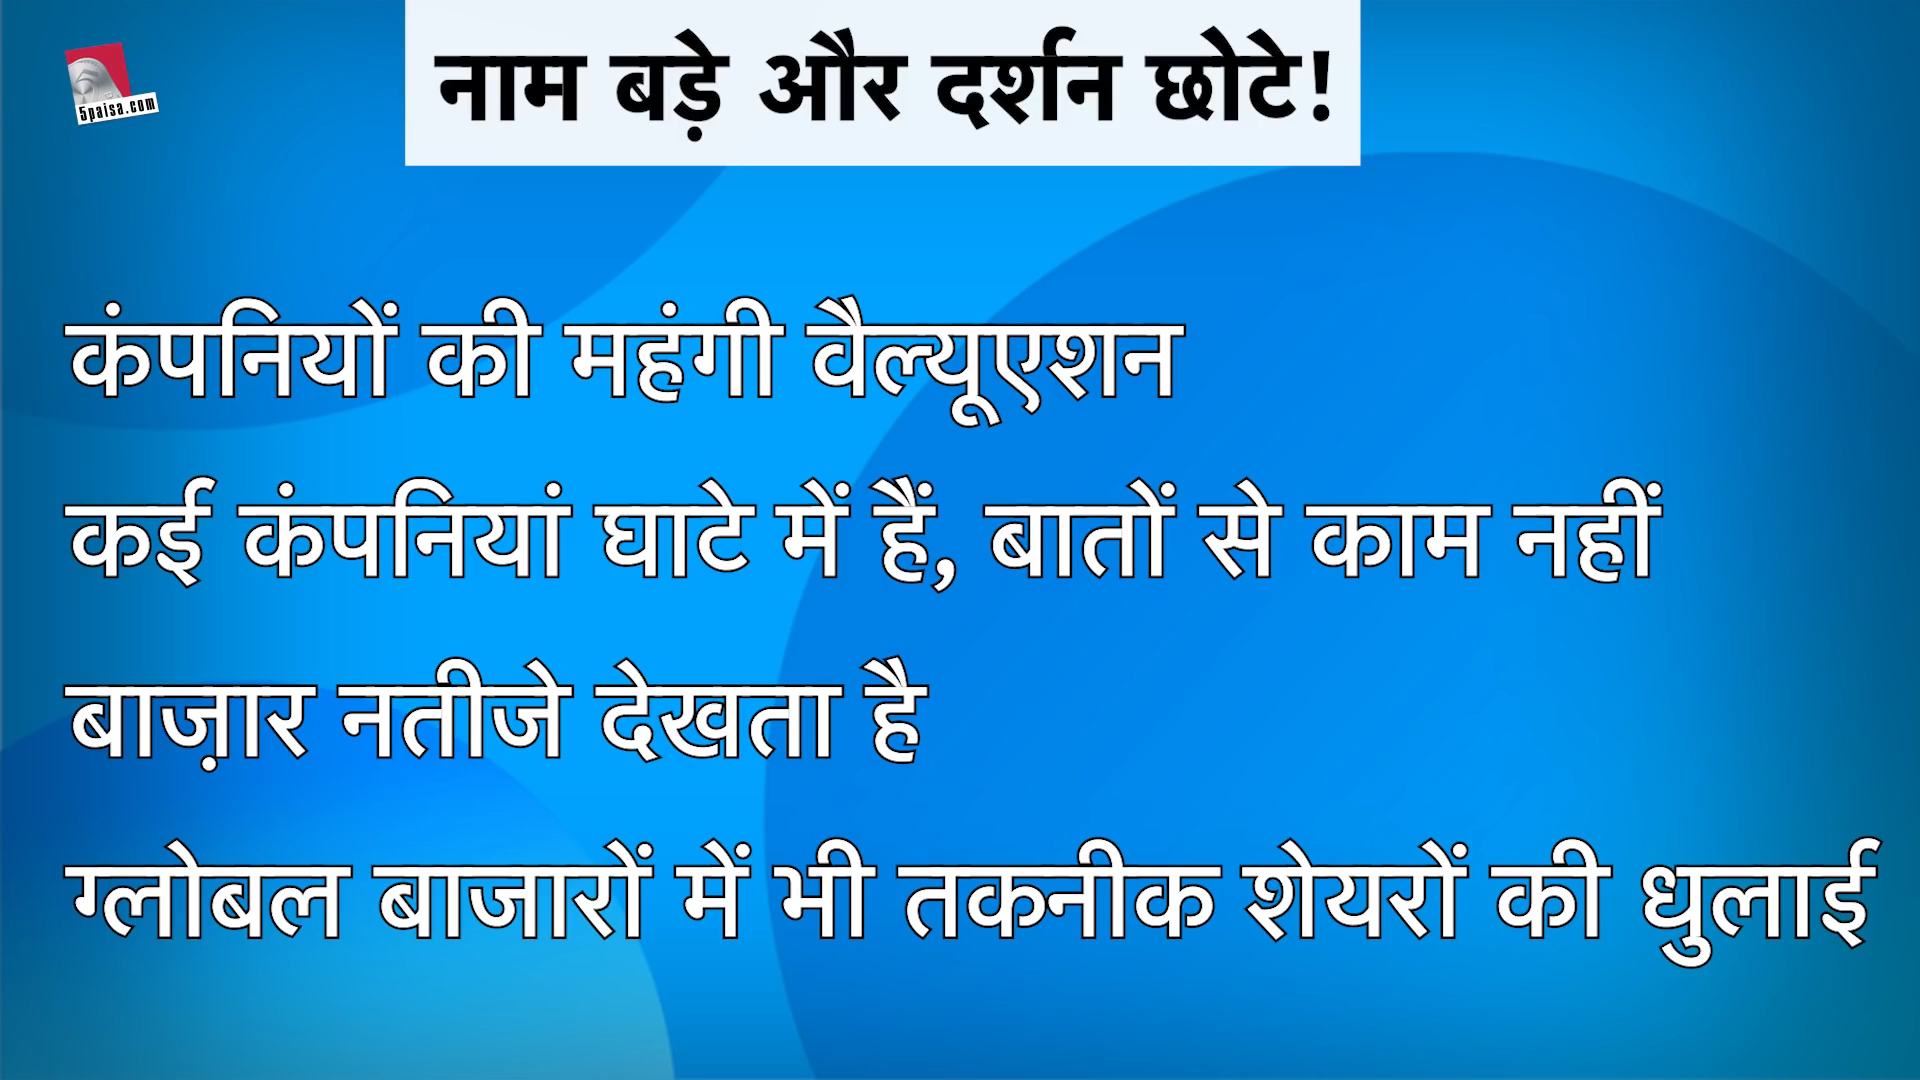 5paisa.com
नाम बड़े और दर्शन छोटे!
कंपनियों की महंगी वैल्यूएशन
कई कंपनियां घाटे में हैं, बातों से काम नहीं
बाज़ार नतीजे देखता है
ग्लोबल बाजारों में भी तकनीक शेयरों की धुलाई